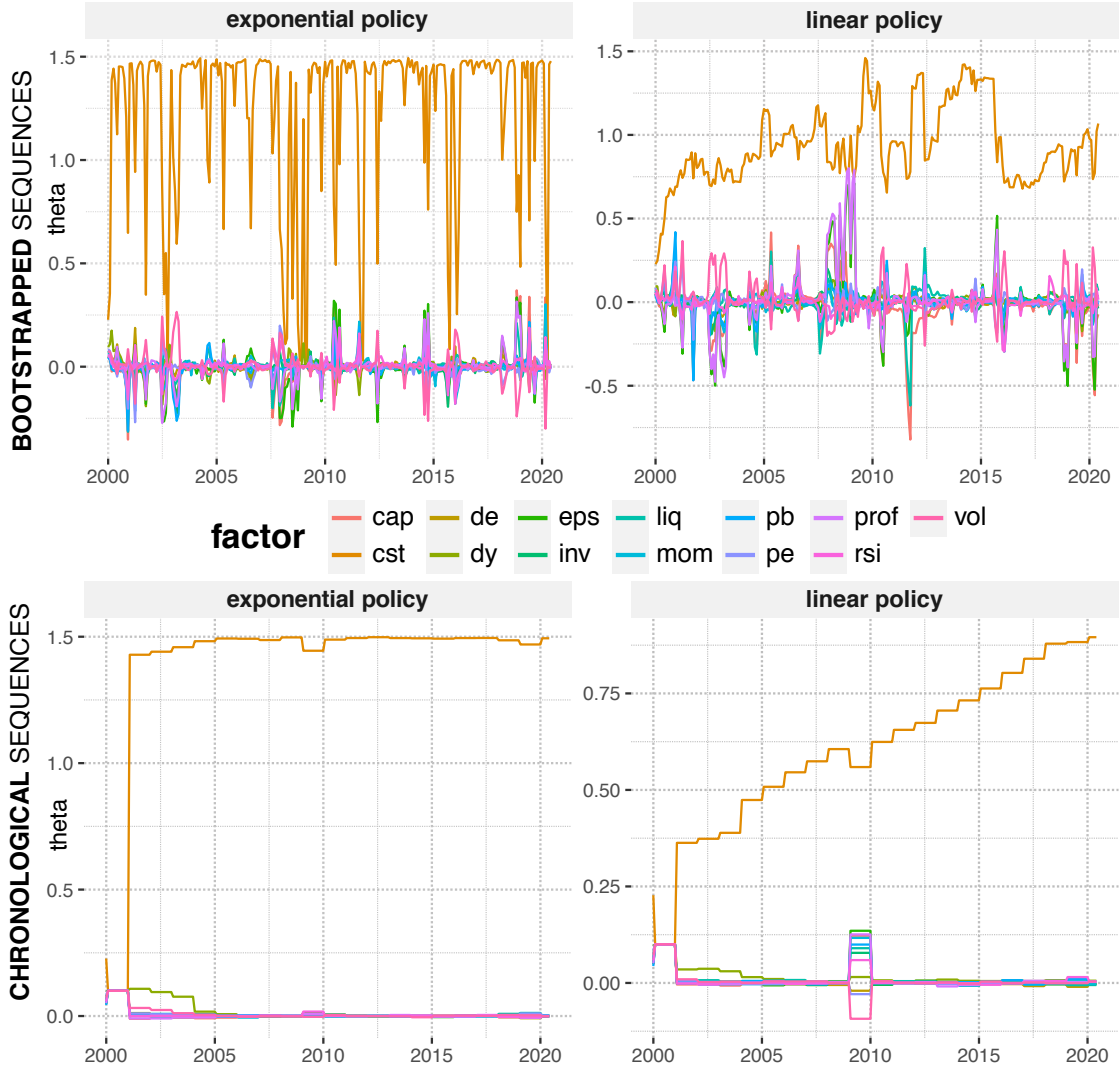 exponential policy linear policy
BOOTSTRAPPED SEQUENCES
theta
1.5
1.0
0.5
0.0
2000 2005 2010 2015 2020
1.5
1.0
0.5
0.0
-0.5
2000 2005 2010 2015 2020
factor
cap de eps liq pb prof vol
cst dy inv mom pe rsi
exponential policy linear policy
CHRONOLOGICAL SEQUENCES
theta
1.5
1.0
0.5
0.0
2000 2005 2010 2015 2020
0.75
0.50
0.25
0.00
2000 2005 2010 2015 2020